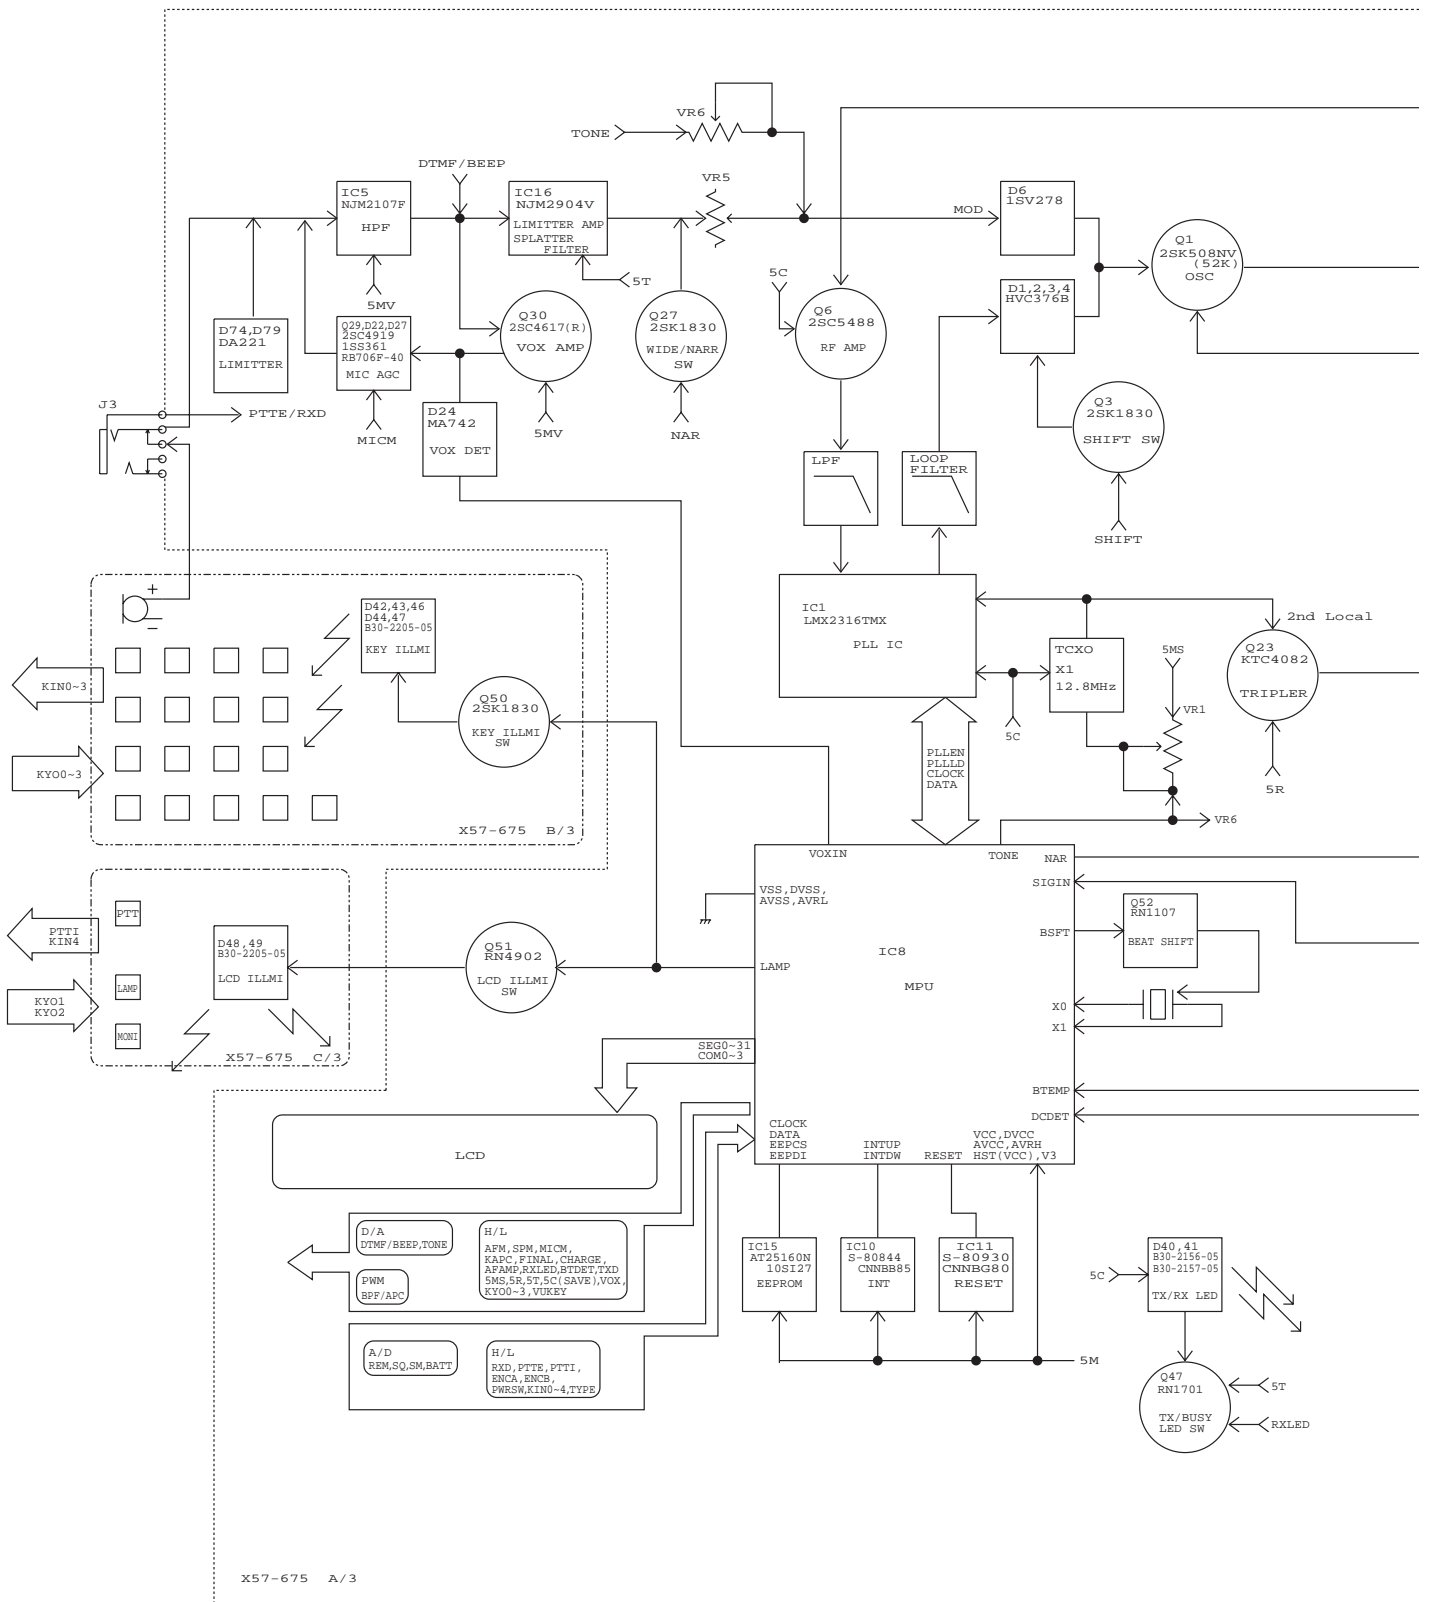 TONE
VR6
DTMF/BEEP
VR5
IC5
NJM2107F
HPF
5MV
IC16
NJM2904V
LIMITTER AMP
SPLATTER
FILTER
5T
MOD
D6
1SV278
Q1
2SK508NV
(52K)
OSC
D1,2,3,4
HVC376B
5C
D74,D79
DA221
LIMITTER
Q29,D22,D27
2SC4919
1SS361
RB706F-40
MIC AGC
MICM
Q30
2SC4617(R)
VOX AMP
5MV
Q27
2SK1830
WIDE/NARR
SW
NAR
Q6
2SC5488
RF AMP
Q3
2SK1830
SHIFT SW
SHIFT
J3
PTTE/RXD
D24
MA742
VOX DET
LPF
LOOP
FILTER
+
−
D42,43,46
D44,47
B30-2205-05
KEY ILLMI
KIN0~3
KYO0~3
Q50
2SK1830
KEY ILLMI
SW
X57-675 B/3
IC1
LMX2316TMX
PLL IC
TCXO
X1
12.8MHz
5C
5MS
VR1
2nd Local
Q23
KTC4082
TRIPLER
5R
PLLEN
PLLLD
CLOCK
DATA
VR6
PTTI
KIN4
KYO1
KYO2
PTT
LAMP
MONI
D48,49
B30-2205-05
LCD ILLMI
X57-675 C/3
Q51
RN4902
LCD ILLMI
SW
VOXIN
TONE
NAR
SIGIN
VSS,DVSS,
AVSS,AVRL
BSFT
IC8
LAMP
MPU
X0
X1
SEG0~31
COM0~3
BTEMP
DCDET
CLOCK
DATA
EEPCS
EEPDI
INTUP
INTDW
RESET
VCC,DVCC
AVCC,AVRH
HST(VCC),V3
Q52
RN1107
BEAT SHIFT
LCD
D/A
DTMF/BEEP,TONE
PWM
BPF/APC
H/L
AFM,SPM,MICM,
KAPC,FINAL,CHARGE,
AFAMP,RXLED,BTDET,TXD
5MS,5R,5T,5C(SAVE),VOX,
KYO0~3,VUKEY
A/D
REM,SQ,SM,BATT
H/L
RXD,PTTE,PTTI,
ENCA,ENCB,
PWRSW,KIN0~4,TYPE
IC15
AT25160N
10SI27
EEPROM
IC10
S-80844
CNNBB85
INT
IC11
S-80930
CNNBG80
RESET
5M
5C
D40,41
B30-2156-05
B30-2157-05
TX/RX LED
Q47
RN1701
TX/BUSY
LED SW
5T
RXLED
X57-675 A/3